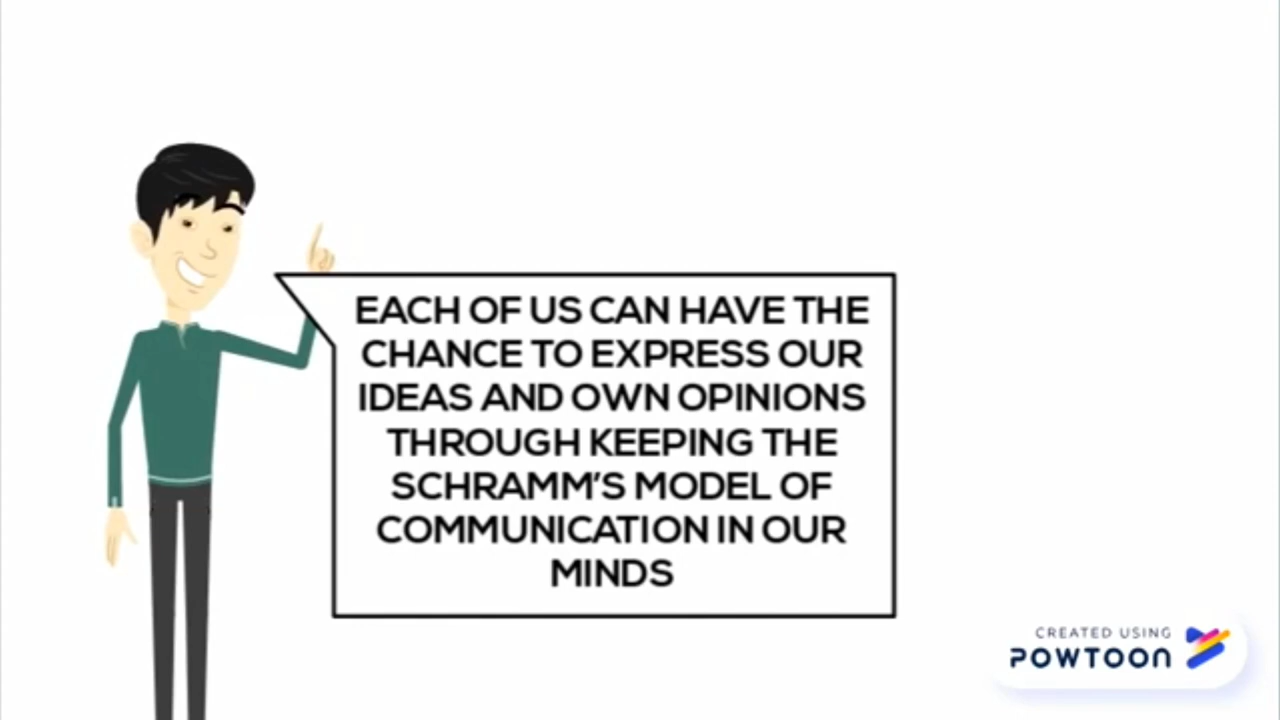 EACH OF US CAN HAVE THE
CHANCE TO EXPRESS OUR
IDEAS AND OWN OPINIONS
THROUGH KEEPING THE
SCHRAMM'S MODEL OF
COMMUNICATION IN OUR
MINDS
CREATED USING
POWTOON